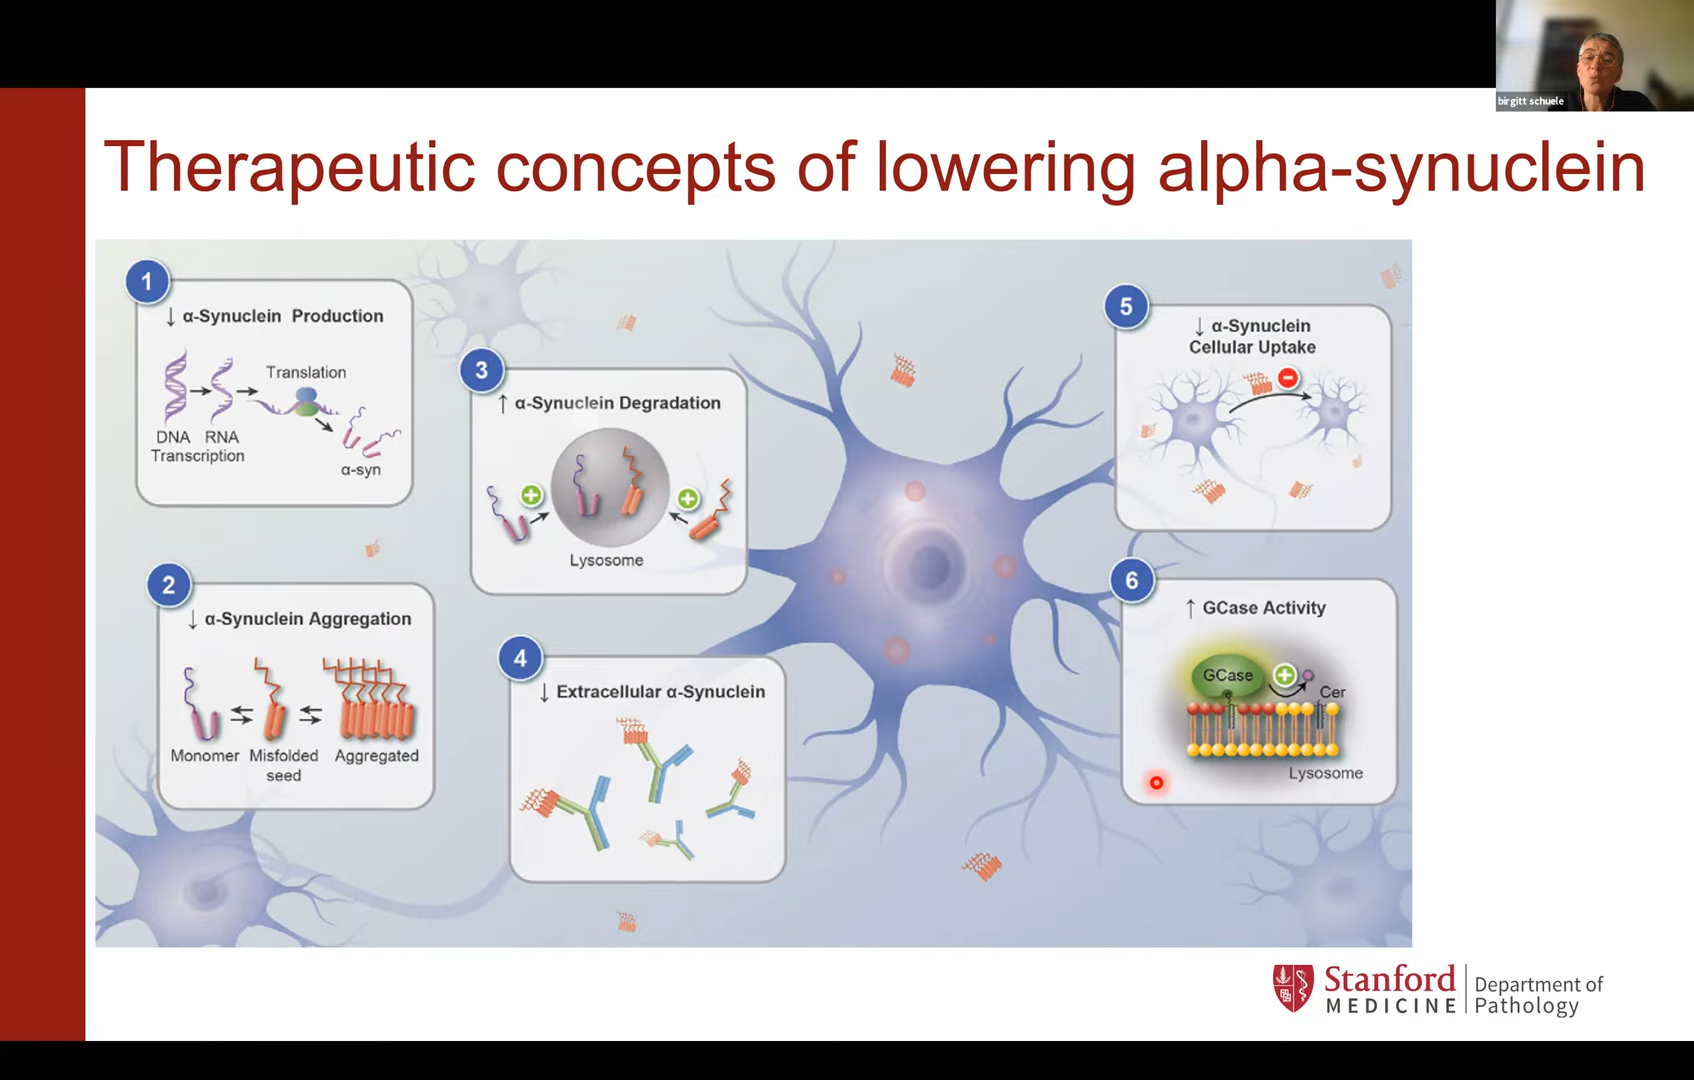 birgitt schuele
Therapeutic concepts of lowering alpha-synuclein
1
↓ α-Synuclein Production
Translation
DNA RNA
Transcription
α-syn
2
↓ α-Synuclein Aggregation
Monomer Misfolded Aggregated
seed
3
↑ α-Synuclein Degradation
Lysosome
4
↓ Extracellular α-Synuclein
5
↓ α-Synuclein
Cellular Uptake
6
↑ GCase Activity
GCase
Cer
Lysosome
Stanford
MEDICINE
Department of
Pathology